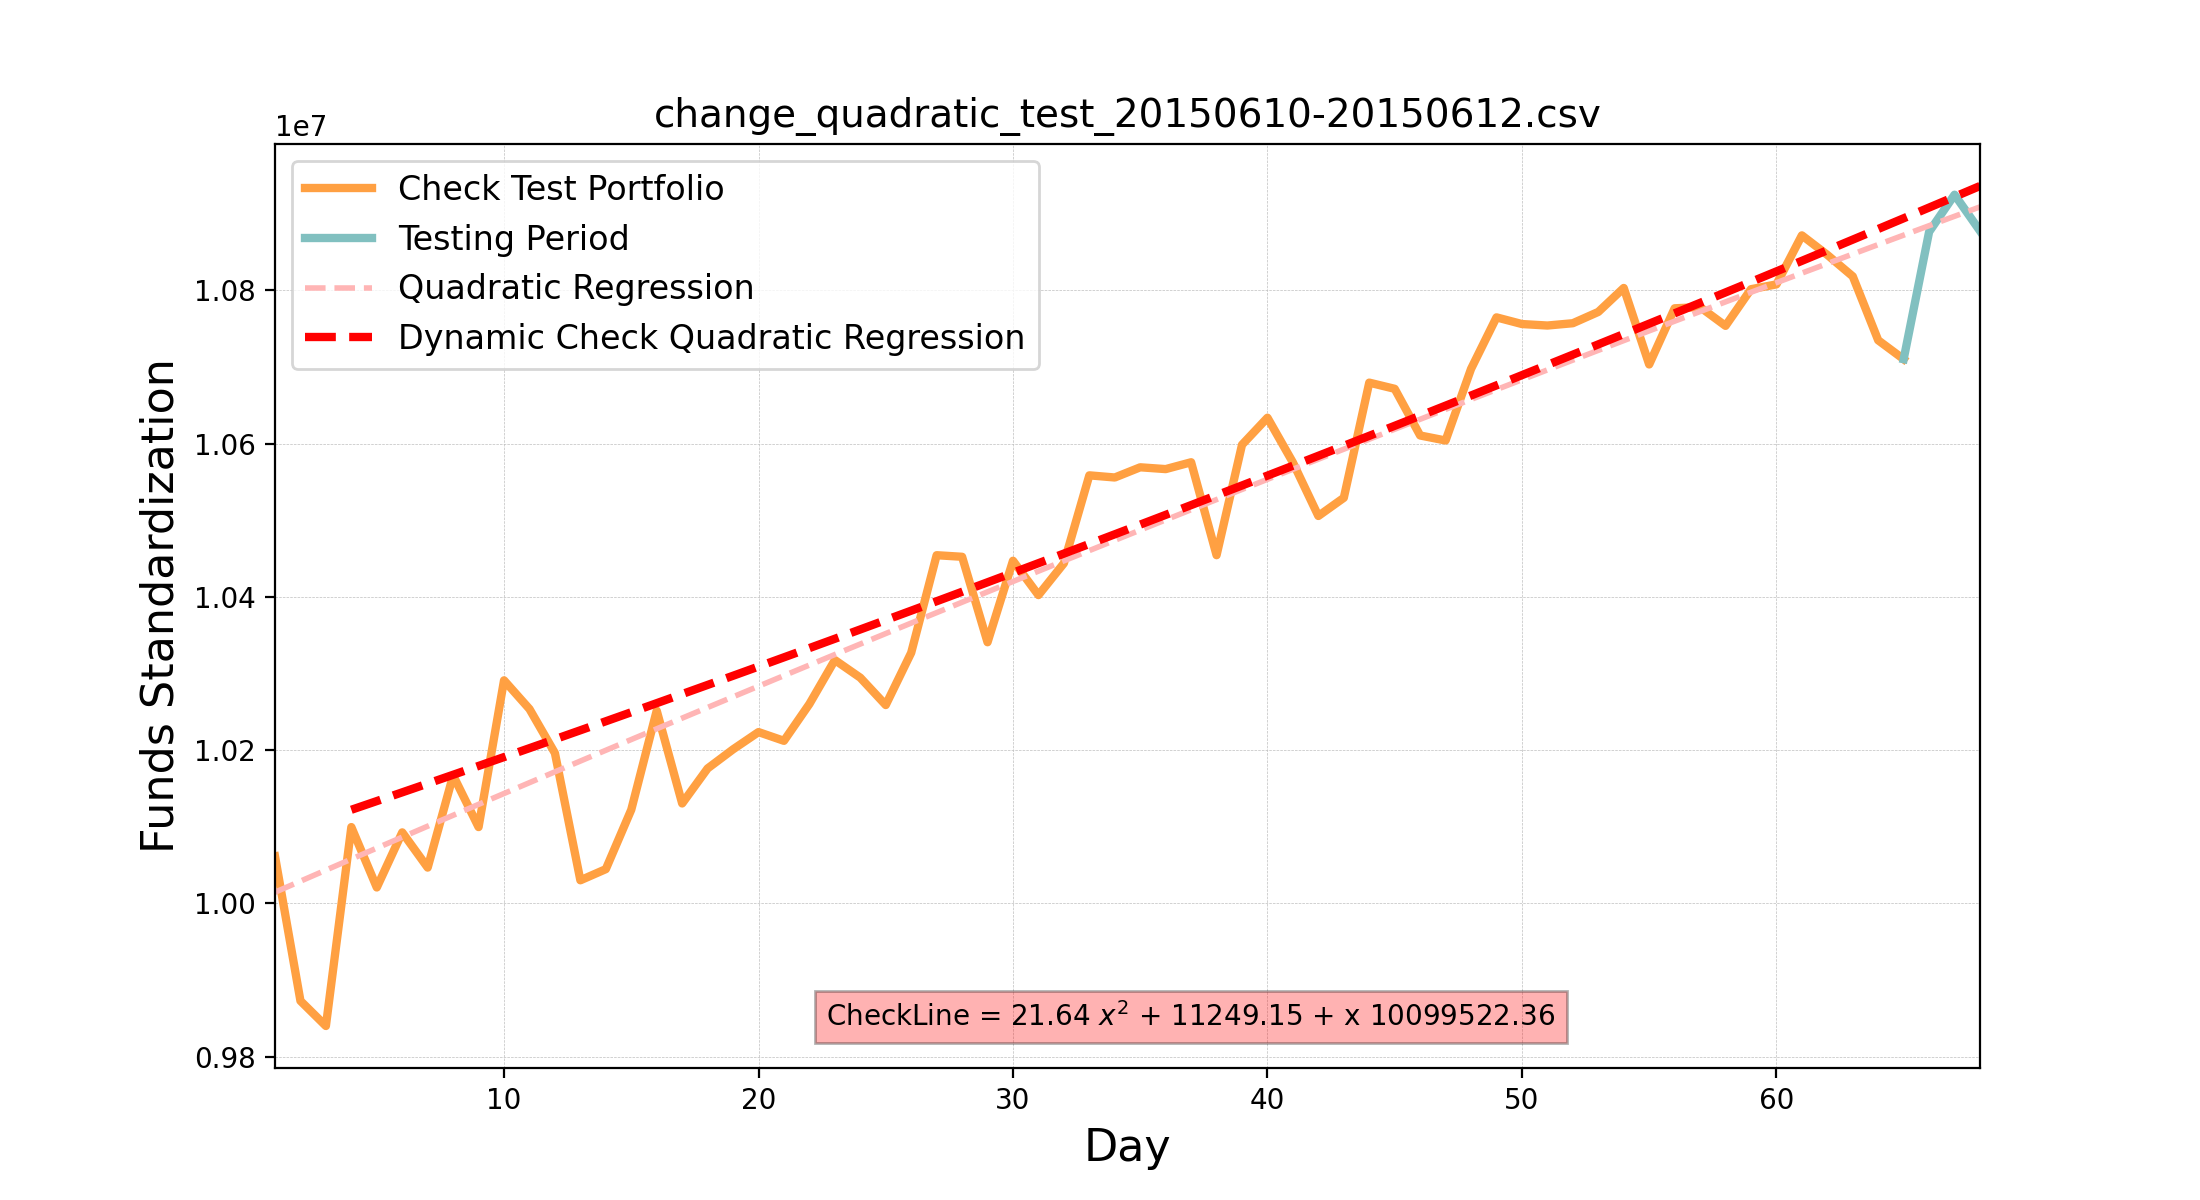 change_quadratic_test_20150610-20150612.csv
1e7
Check Test Portfolio
Testing Period
Quadratic Regression
Dynamic Check Quadratic Regression
Funds Standardization
1.08
1.06
1.04
1.02
1.00
0.98
CheckLine = 21.64 x² + 11249.15 + x 10099522.36
10 20 30 40 50 60
Day